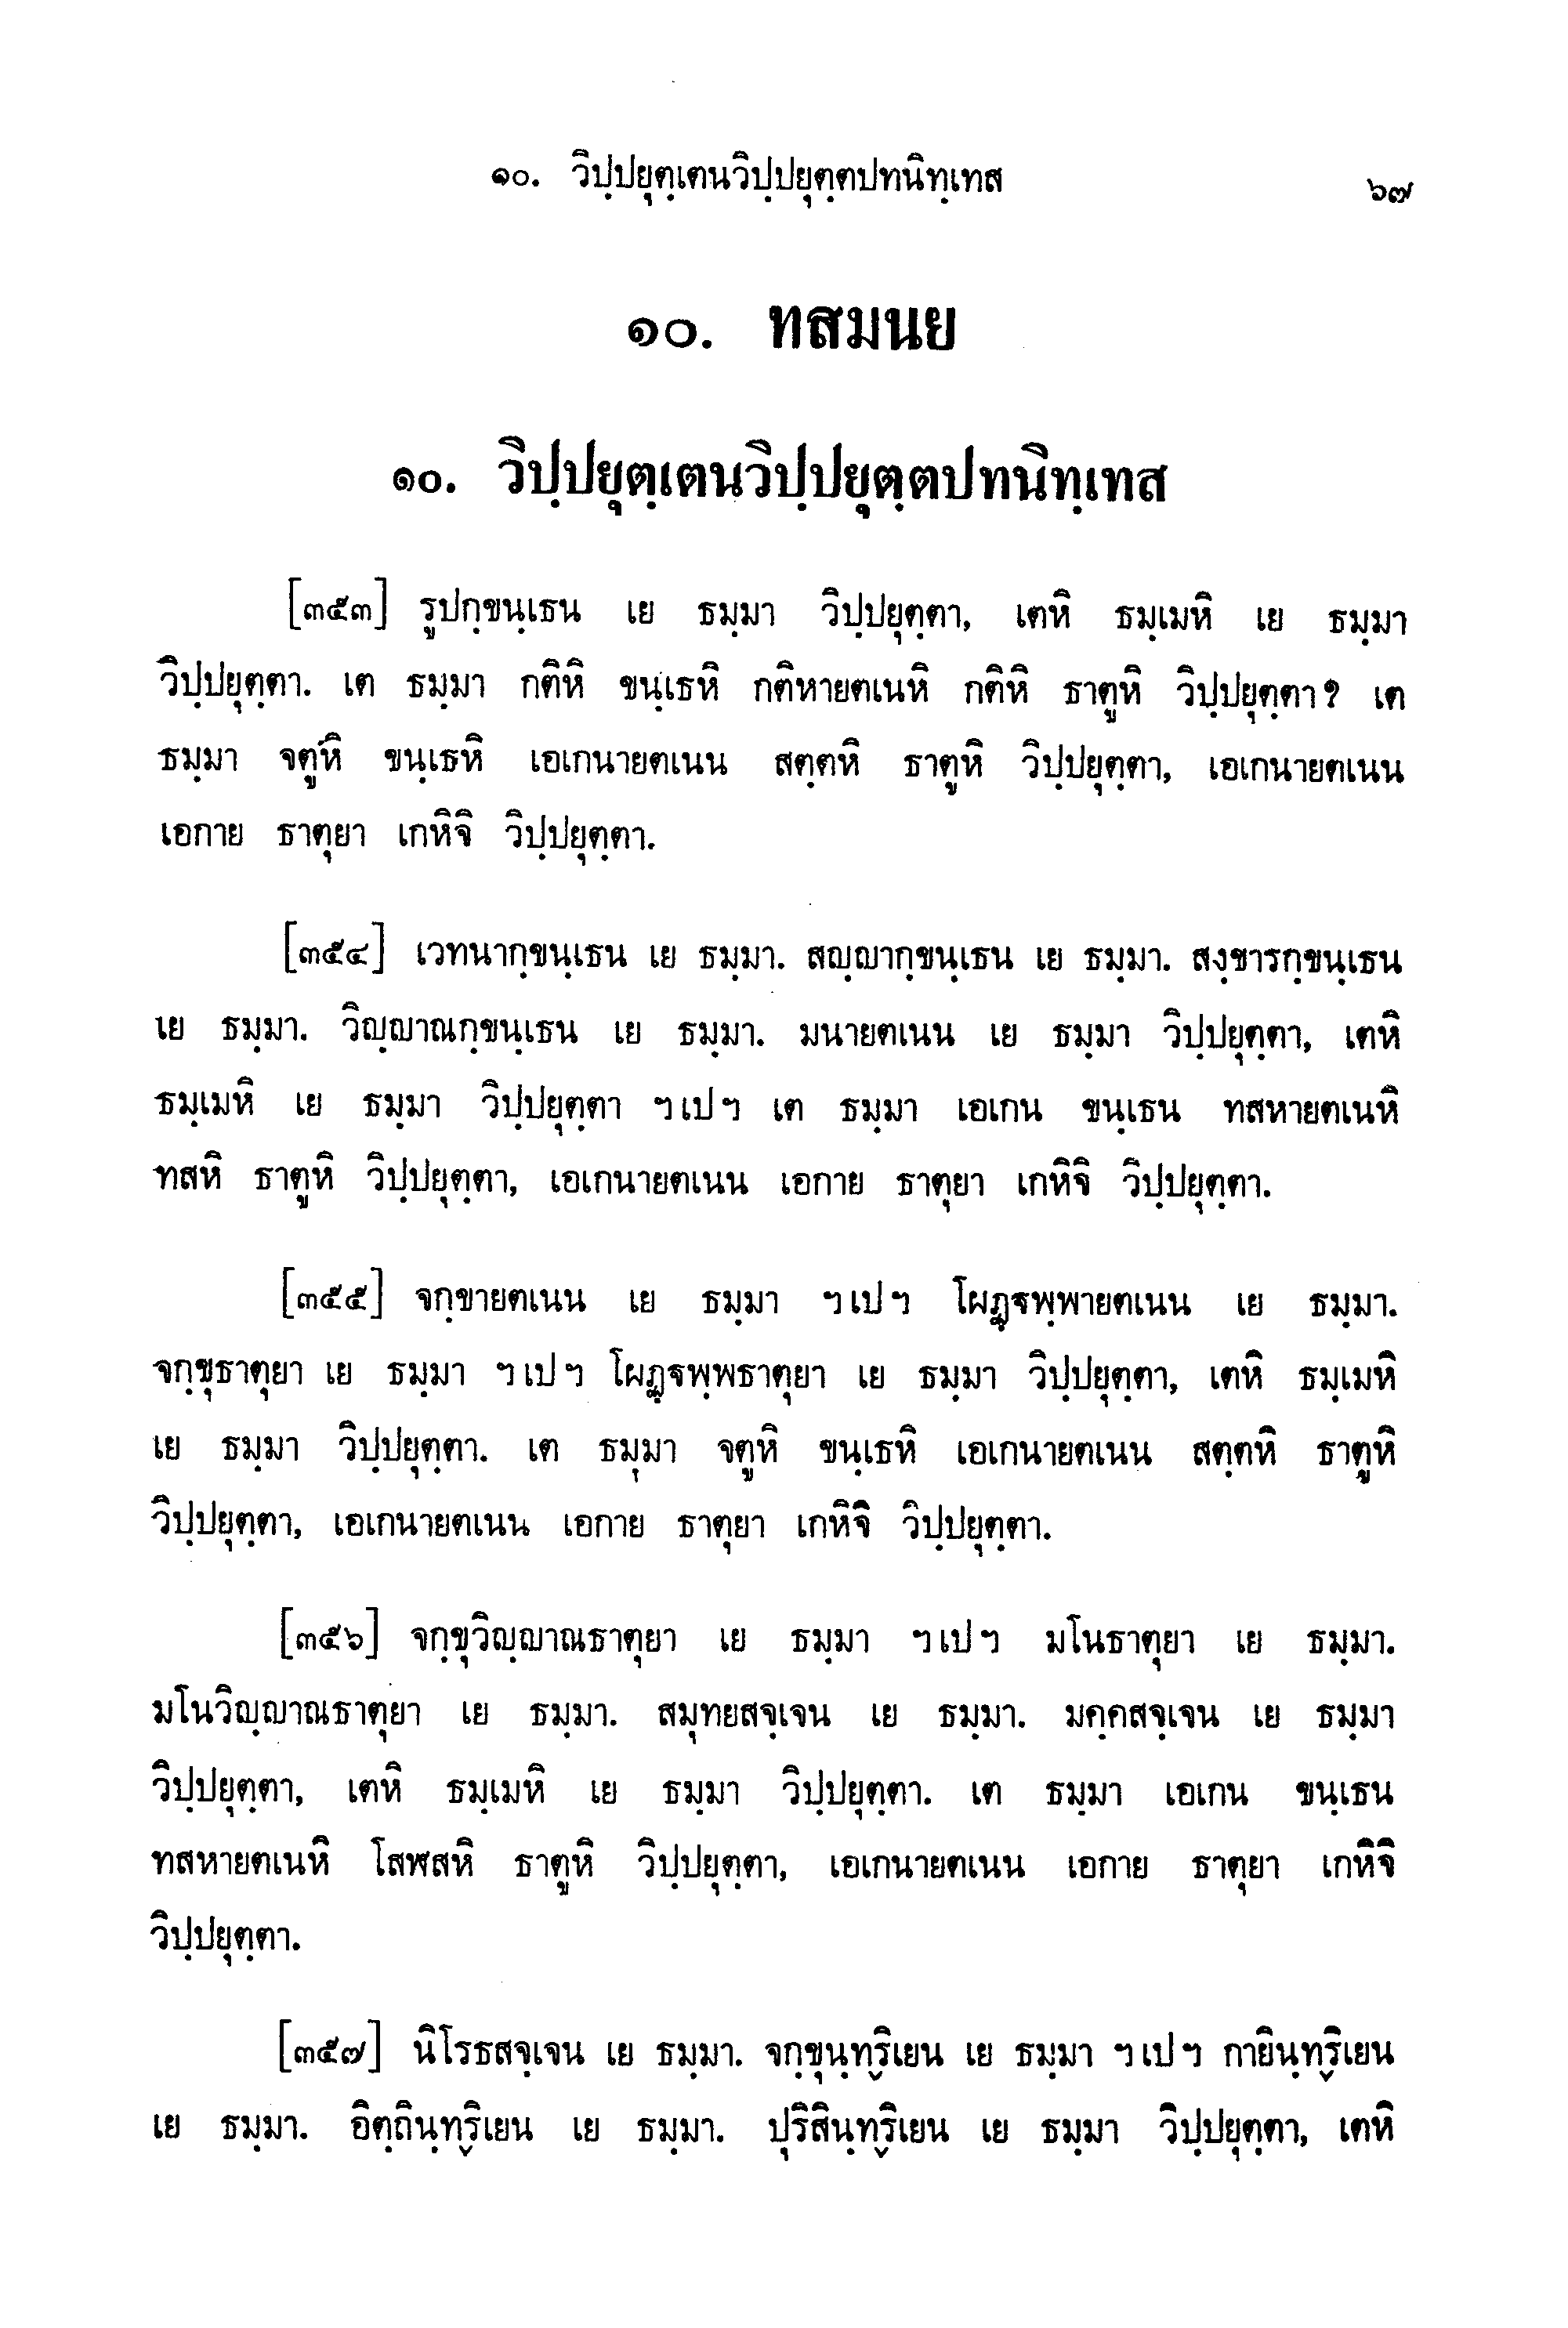 ๑๐. วิปฺปยุตฺเตนวิปฺปยุตฺตปทนิทฺเทส ๖๗
๑๐. ทสมนย
๑๐. วิปฺปยุตฺเตนวิปฺปยุตฺตปทนิทฺเทส
[๓๕๓] รูปกฺขนฺเธน เย ธมฺมา วิปฺปยุตฺตา, เตหิ ธมฺเมหิ เย ธมฺมา
วิปฺปยุตฺตา. เต ธมฺมา กติหิ ขนฺเธหิ กติหายตเนหิ กติหิ ธาตูหิ วิปฺปยุตฺตา? เต
ธมฺมา จตูหิ ขนฺเธหิ เอเกนายตเนน สตฺตหิ ธาตูหิ วิปฺปยุตฺตา, เอเกนายตเนน
เอกาย ธาตุยา เกหิจิ วิปฺปยุตฺตา.
[๓๕๔] เวทนากฺขนฺเธน เย ธมฺมา. สญฺญากฺขนฺเธน เย ธมฺมา. สงฺขารกฺขนฺเธน
เย ธมฺมา. วิญฺญาณกฺขนฺเธน เย ธมฺมา. มนายตเนน เย ธมฺมา วิปฺปยุตฺตา, เตหิ
ธมฺเมหิ เย ธมฺมา วิปฺปยุตฺตา ฯเปฯ เต ธมฺมา เอเกน ขนฺเธน ทสหายตเนหิ
ทสหิ ธาตูหิ วิปฺปยุตฺตา, เอเกนายตเนน เอกาย ธาตุยา เกหิจิ วิปฺปยุตฺตา.
[๓๕๕] จกฺขายตเนน เย ธมฺมา ฯเปฯ โผฏฺฐพฺพายตเนน เย ธมฺมา.
จกฺขุธาตุยา เย ธมฺมา ฯเปฯ โผฏฺฐพฺพธาตุยา เย ธมฺมา วิปฺปยุตฺตา, เตหิ ธมฺเมหิ
เย ธมฺมา วิปฺปยุตฺตา. เต ธมุมา จตูหิ ขนฺเธหิ เอเกนายตเนน สตฺตหิ ธาตูหิ
วิปฺปยุตฺตา, เอเกนายตเนน เอกาย ธาตุยา เกหิจิ วิปฺปยุตฺตา.
[๓๕๖] จกฺขุวิญฺญาณธาตุยา เย ธมฺมา ฯเปฯ มโนธาตุยา เย ธมฺมา.
มโนวิญฺญาณธาตุยา เย ธมฺมา. สมุทยสจฺเจน เย ธมฺมา. มคฺคสจฺเจน เย ธมฺมา
วิปฺปยุตฺตา, เตหิ ธมฺเมหิ เย ธมฺมา วิปฺปยุตฺตา. เต ธมฺมา เอเกน ขนฺเธน
ทสหายตเนหิ โสฬสหิ ธาตูหิ วิปฺปยุตฺตา, เอเกนายตเนน เอกาย ธาตุยา เกหิจิ
วิปฺปยุตฺตา.
[๓๕๗] นิโรธสจฺเจน เย ธมฺมา. จกฺขุนฺทฺริเยน เย ธมฺมา ฯเปฯ กายินฺทฺริเยน
เย ธมฺมา. อิตฺถินฺทฺริเยน เย ธมฺมา. ปุริสินฺทฺริเยน เย ธมฺมา วิปฺปยุตฺตา, เตหิ